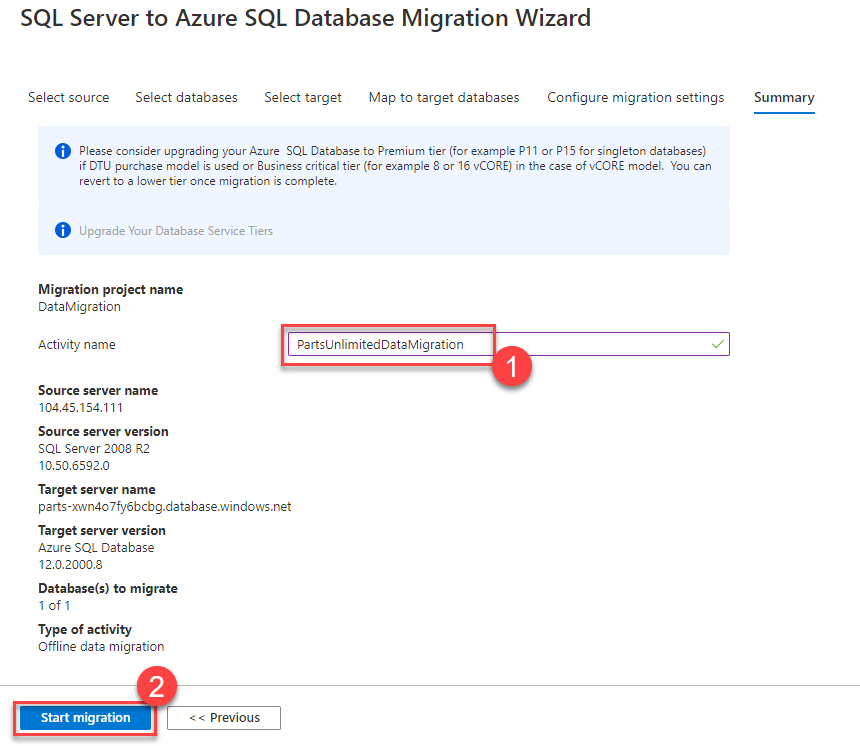 SQL Server to Azure SQL Database Migration Wizard
Select source Select databases Select target Map to target databases Configure migration settings Summary
Please consider upgrading your Azure  SQL Database to Premium tier (for example P11 or P15 for singleton databases)
if DTU purchase model is used or Business critical tier (for example 8 or 16 vCORE) in the case of vCORE model.  You can
revert to a lower tier once migration is complete.
Upgrade Your Database Service Tiers
Migration project name
DataMigration
Activity name PartsUnlimitedDataMigration
1
Source server name
104.45.154.111
Source server version
SQL Server 2008 R2
10.50.6592.0
Target server name
parts-xwn4o7fy6bcbg.database.windows.net
Target server version
Azure SQL Database
12.0.2000.8
Database(s) to migrate
1 of 1
Type of activity
Offline data migration
2
Start migration << Previous